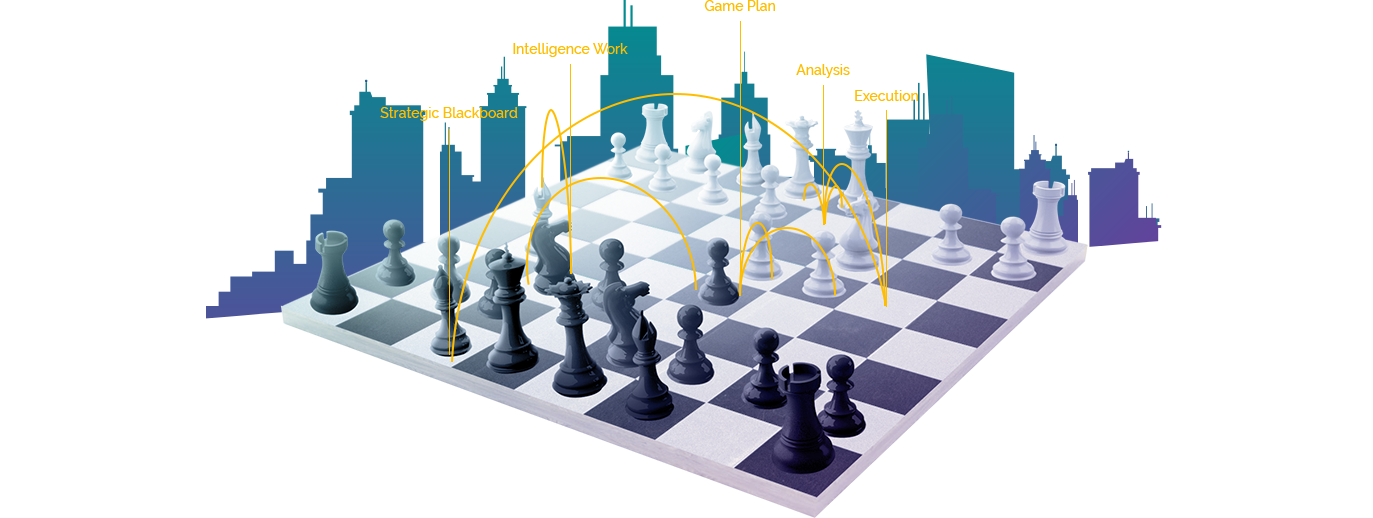 Game Plan
Intelligence Work
Analysis
Execution
Strategic Blackboard